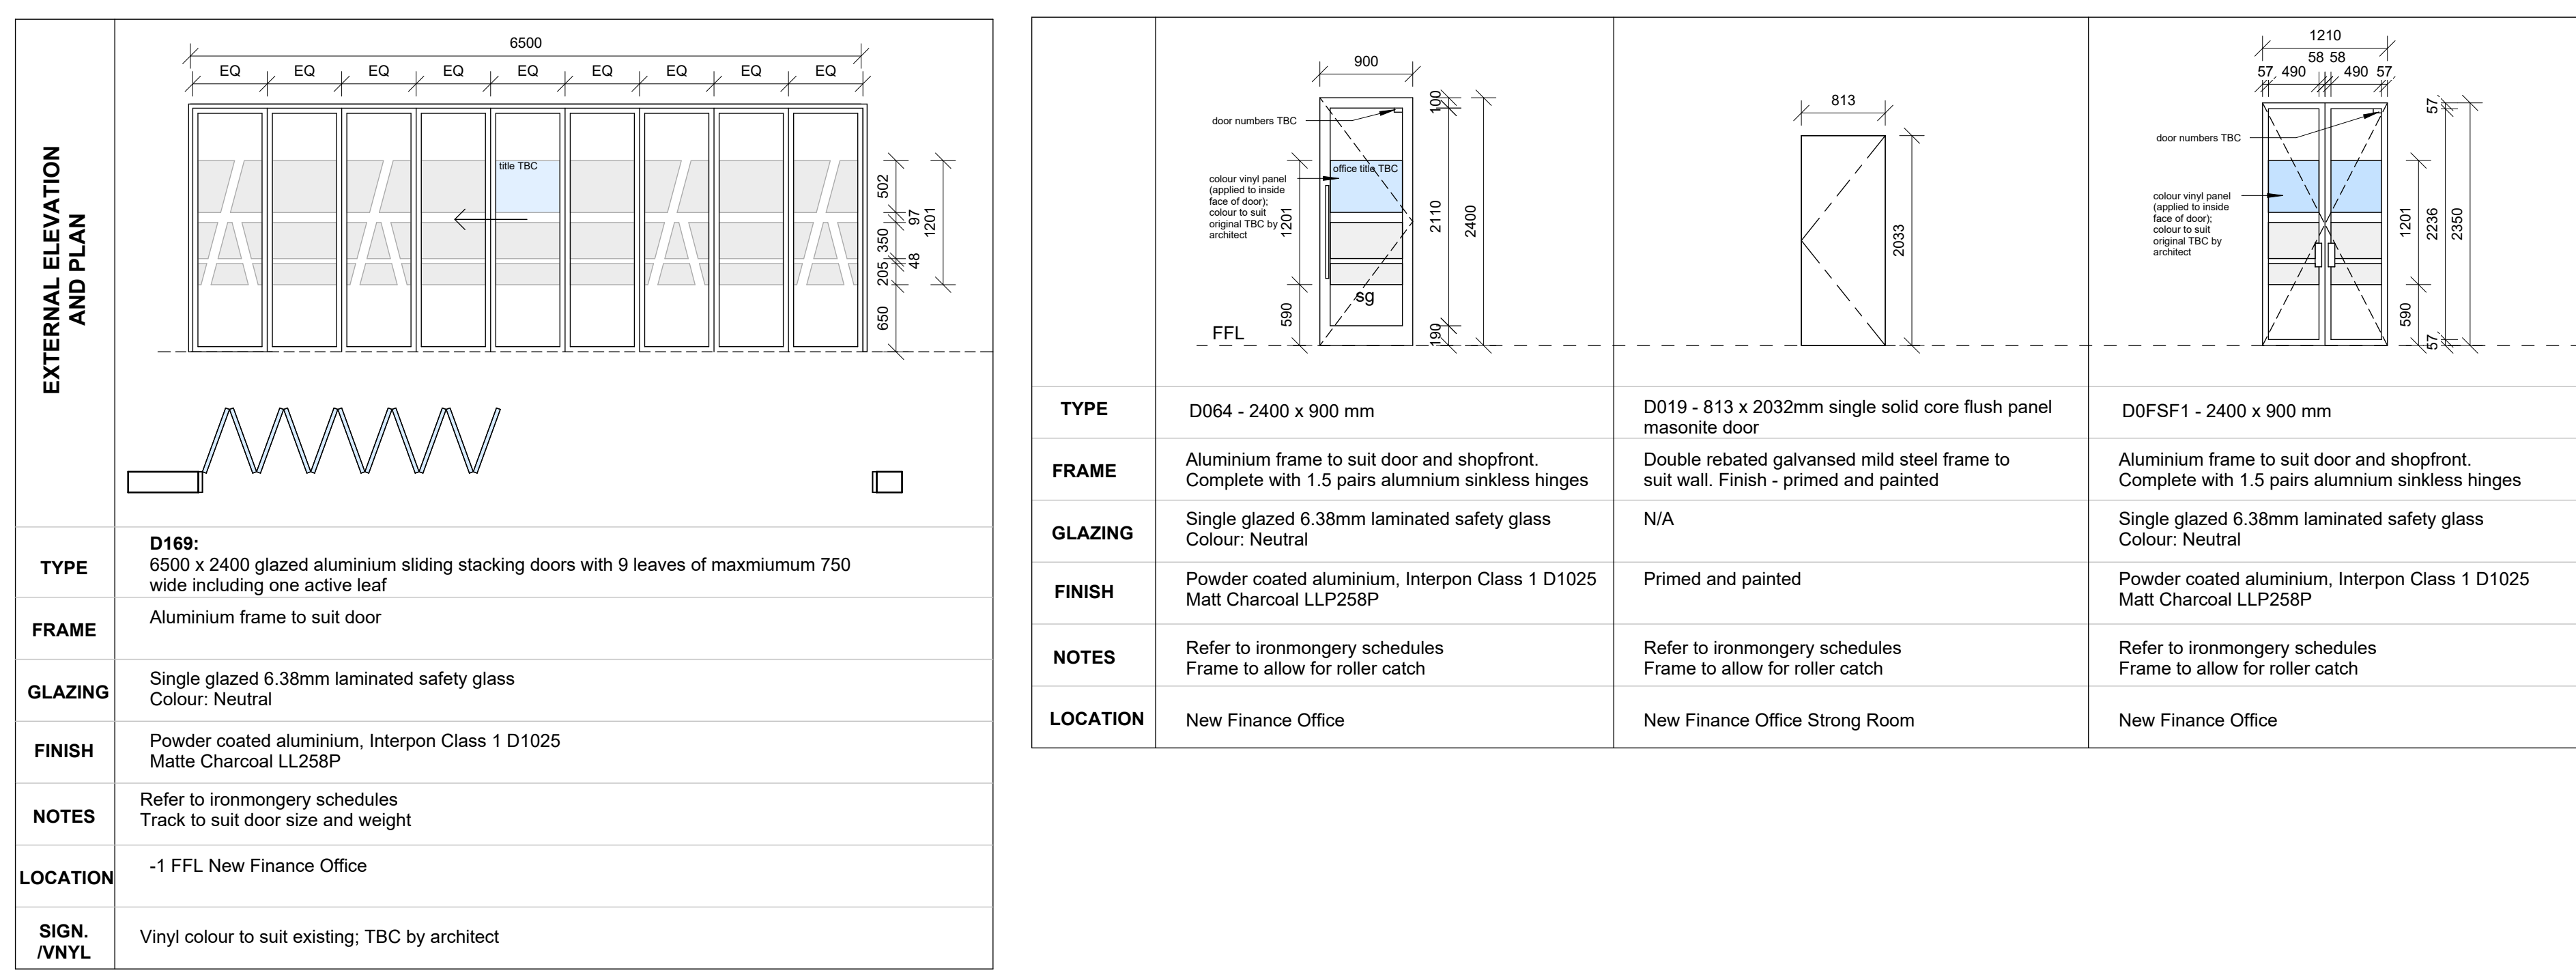 EXTERNAL ELEVATION
AND PLAN
6500
EQ EQ EQ EQ EQ EQ EQ EQ EQ
title TBC
502
97
350
48
205
1201
650
TYPE
D169:
6500 x 2400 glazed aluminium sliding stacking doors with 9 leaves of maxmiumum 750
wide including one active leaf
FRAME
Aluminium frame to suit door
GLAZING
Single glazed 6.38mm laminated safety glass
Colour: Neutral
FINISH
Powder coated aluminium, Interpon Class 1 D1025
Matte Charcoal LL258P
NOTES
Refer to ironmongery schedules
Track to suit door size and weight
LOCATION
-1 FFL New Finance Office
SIGN.
/VNYL
Vinyl colour to suit existing; TBC by architect
900
100
door numbers TBC
office title TBC
colour vinyl panel
(applied to inside
face of door);
colour to suit
original TBC by
architect
1201
2110
2400
sg
590
190
FFL
813
2033
1210
58 58
57 490 490 57
57
door numbers TBC
colour vinyl panel
(applied to inside
face of door);
colour to suit
original TBC by
architect
1201
2236
2350
590
57
TYPE
D064 - 2400 x 900 mm
D019 - 813 x 2032mm single solid core flush panel
masonite door
D0FSF1 - 2400 x 900 mm
FRAME
Aluminium frame to suit door and shopfront.
Complete with 1.5 pairs alumnium sinkless hinges
Double rebated galvansed mild steel frame to
suit wall. Finish - primed and painted
Aluminium frame to suit door and shopfront.
Complete with 1.5 pairs alumnium sinkless hinges
GLAZING
Single glazed 6.38mm laminated safety glass
Colour: Neutral
N/A
Single glazed 6.38mm laminated safety glass
Colour: Neutral
FINISH
Powder coated aluminium, Interpon Class 1 D1025
Matt Charcoal LLP258P
Primed and painted
Powder coated aluminium, Interpon Class 1 D1025
Matt Charcoal LLP258P
NOTES
Refer to ironmongery schedules
Frame to allow for roller catch
Refer to ironmongery schedules
Frame to allow for roller catch
Refer to ironmongery schedules
Frame to allow for roller catch
LOCATION
New Finance Office
New Finance Office Strong Room
New Finance Office